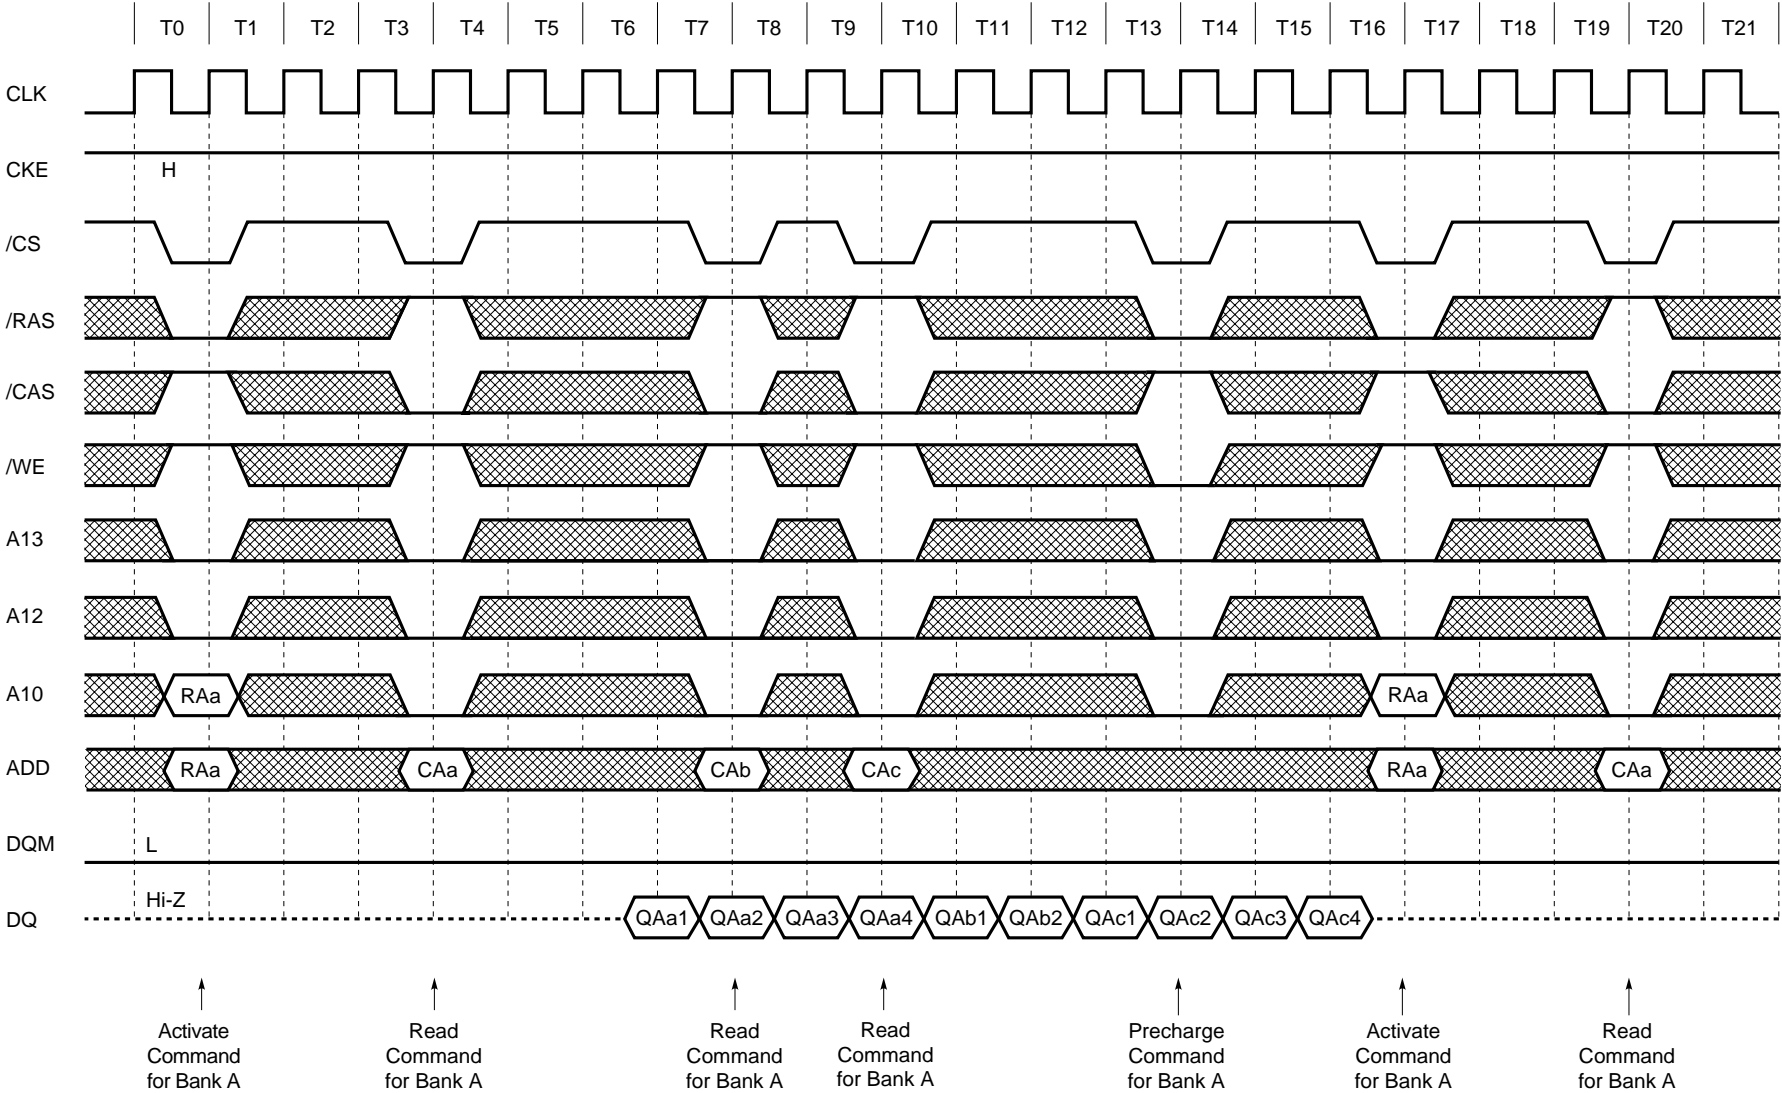 T0 T1 T2 T3 T4 T5 T6 T7 T8 T9 T10 T11 T12 T13 T14 T15 T16 T17 T18 T19 T20 T21
CLK
CKE H
/CS
/RAS
/CAS
/WE
A13
A12
A10 RAa RAa
ADD RAa CAa CAb CAc RAa CAa
DQM L
Hi-Z
DQ QAa1 QAa2 QAa3 QAa4 QAb1 QAb2 QAc1 QAc2 QAc3 QAc4
Activate
Command
for Bank A
Read
Command
for Bank A
Read
Command
for Bank A
Read
Command
for Bank A
Precharge
Command
for Bank A
Activate
Command
for Bank A
Read
Command
for Bank A